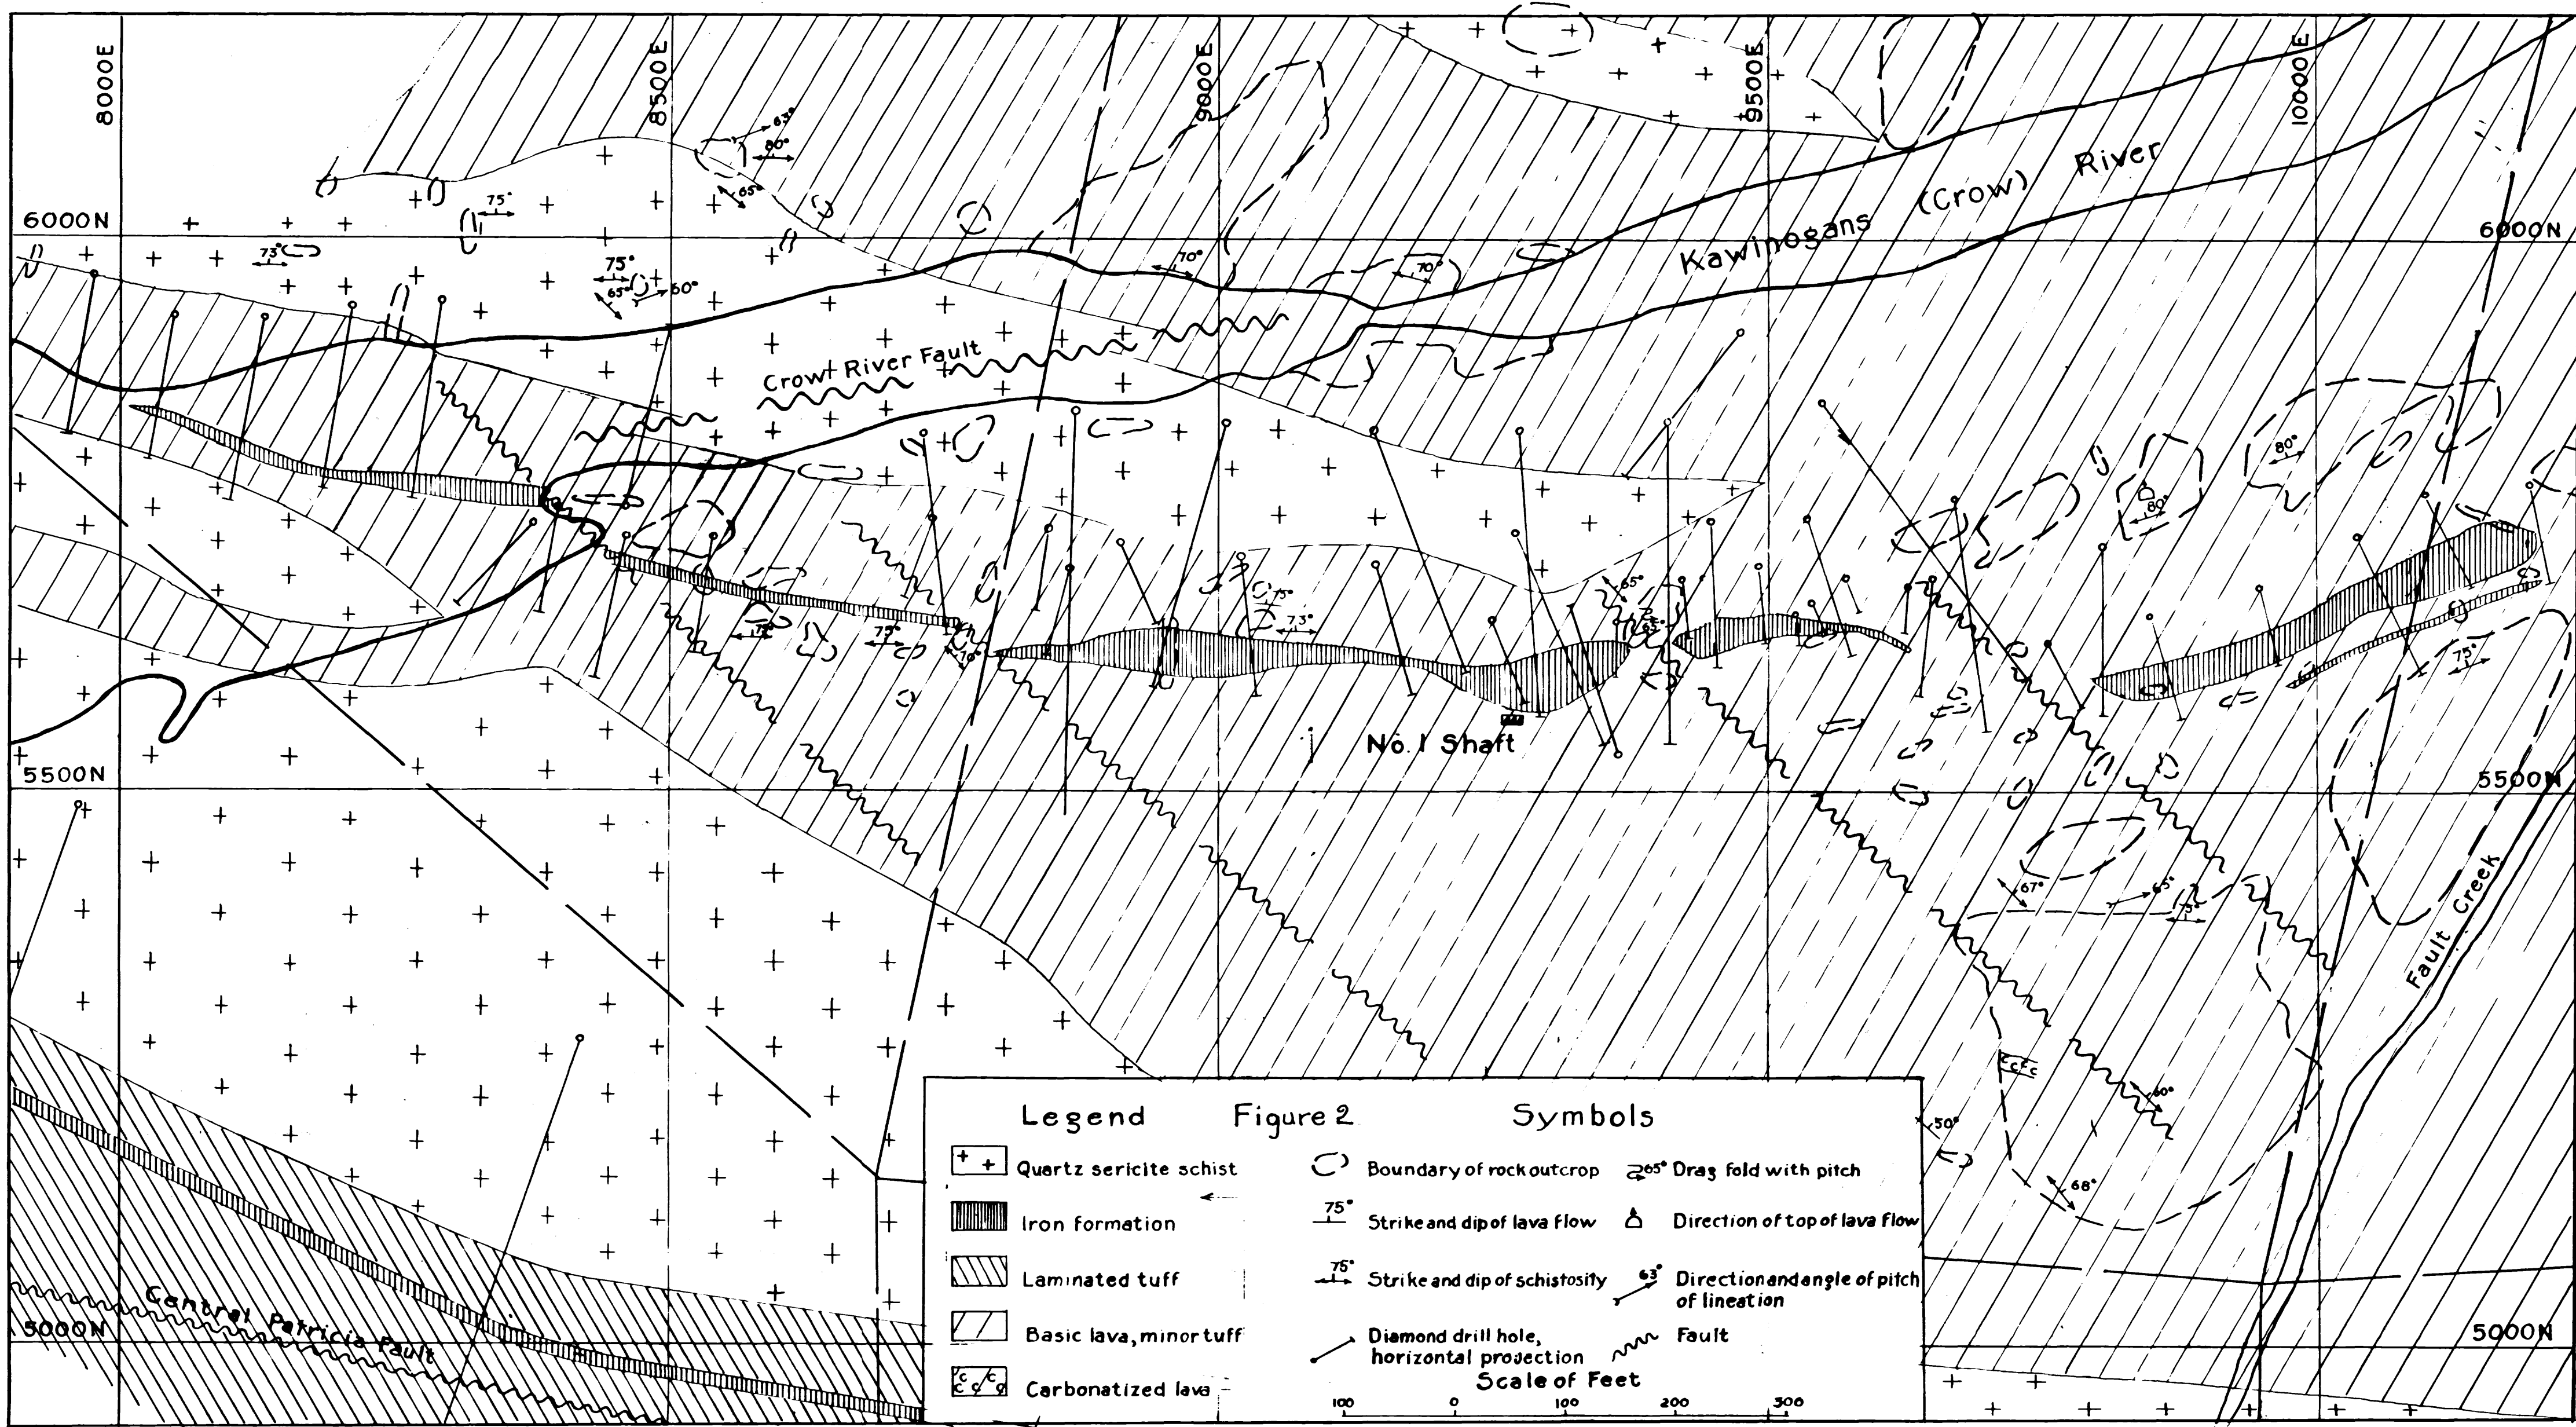 8000E
8500E
9000E
9500E
10000E
63°
80°
65°
75°
6000N
6000N
73°
75°
65°
60°
70°
70°
Kawinogans (Crow) River
Crow River Fault
80°
80°
65°
75°
73°
65°
75°
75°
70°
75°
No. 1 Shaft
5500N
5500N
67°
65°
73°
Fault Creek
c c c c
60°
50°
68°
Central Patricia Fault
5000N
5000N
Legend
Figure 2
Symbols
Quartz sericite schist
Iron formation
Laminated tuff
Basic lava, minor tuff
c c c c c c
Carbonatized lava
Boundary of rock outcrop
75°
Strike and dip of lava flow
75°
Strike and dip of schistosity
Diamond drill hole,
horizontal projection
65° Drag fold with pitch
Direction of top of lava flow
63°
Direction and angle of pitch
of lineation
Fault
Scale of Feet
100 0 100 200 300